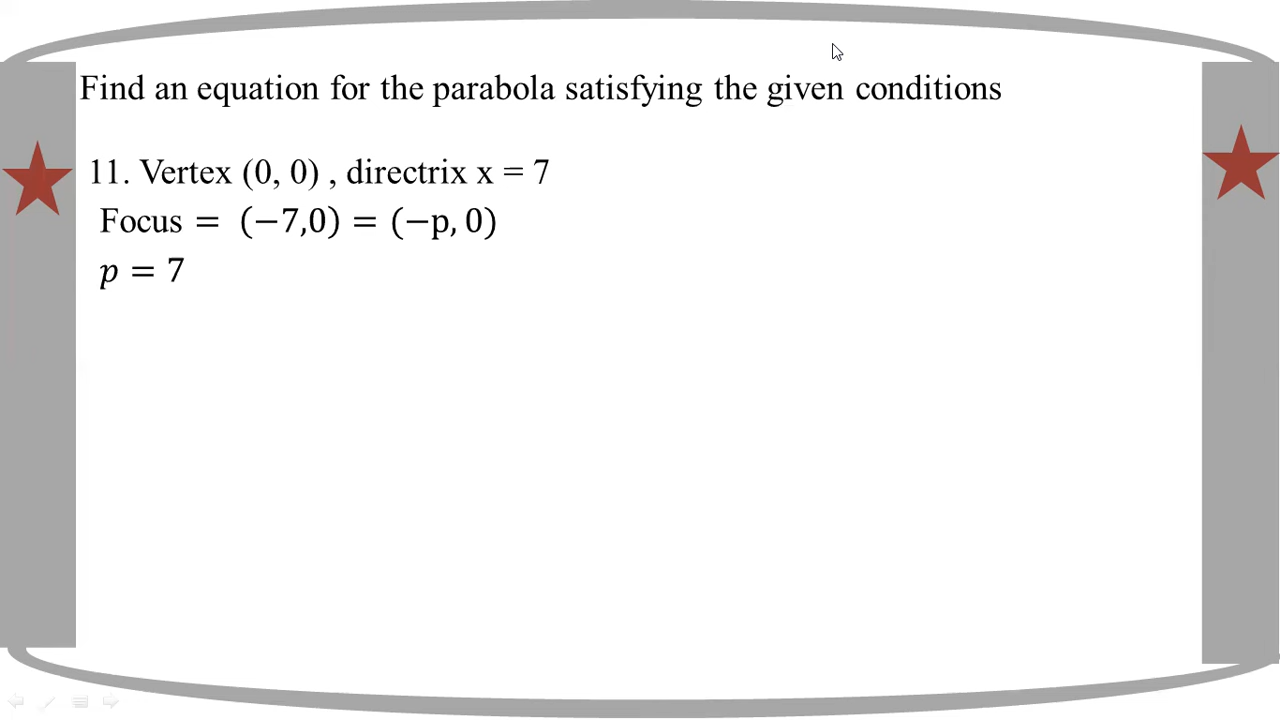 Find an equation for the parabola satisfying the given conditions
11. Vertex (0, 0) , directrix x = 7
Focus = (−7,0) = (−p, 0)
𝑝 = 7